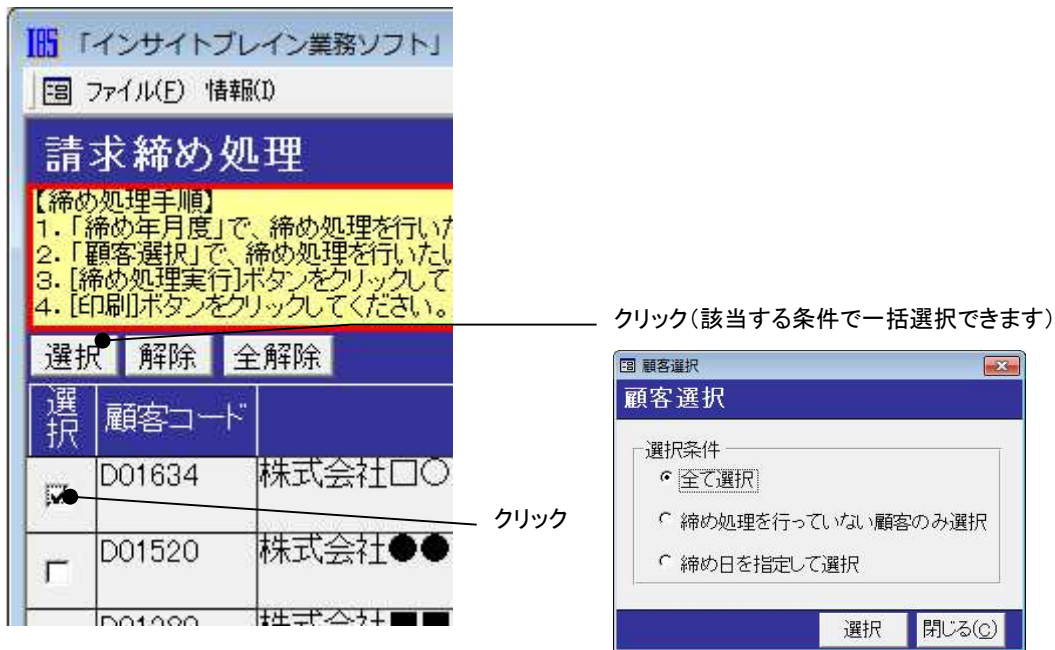 IBS 「インサイトブレイン業務ソフト」
ファイル(F) 情報(I)
請求締め処理
【締め処理手順】
1．「締め年月度」で、締め処理を行いた
2．「顧客選択」で、締め処理を行いたい
3．[締め処理実行]ボタンをクリックして
4．[印刷]ボタンをクリックしてください。
選択 解除 全解除
選択 顧客コード
D01634 株式会社□○
D01520 株式会社●●
株式会社■■
クリック（該当する条件で一括選択できます）
クリック
顧客選択
顧客選択
選択条件
全て選択
締め処理を行っていない顧客のみ選択
締め日を指定して選択
選択 閉じる(C)